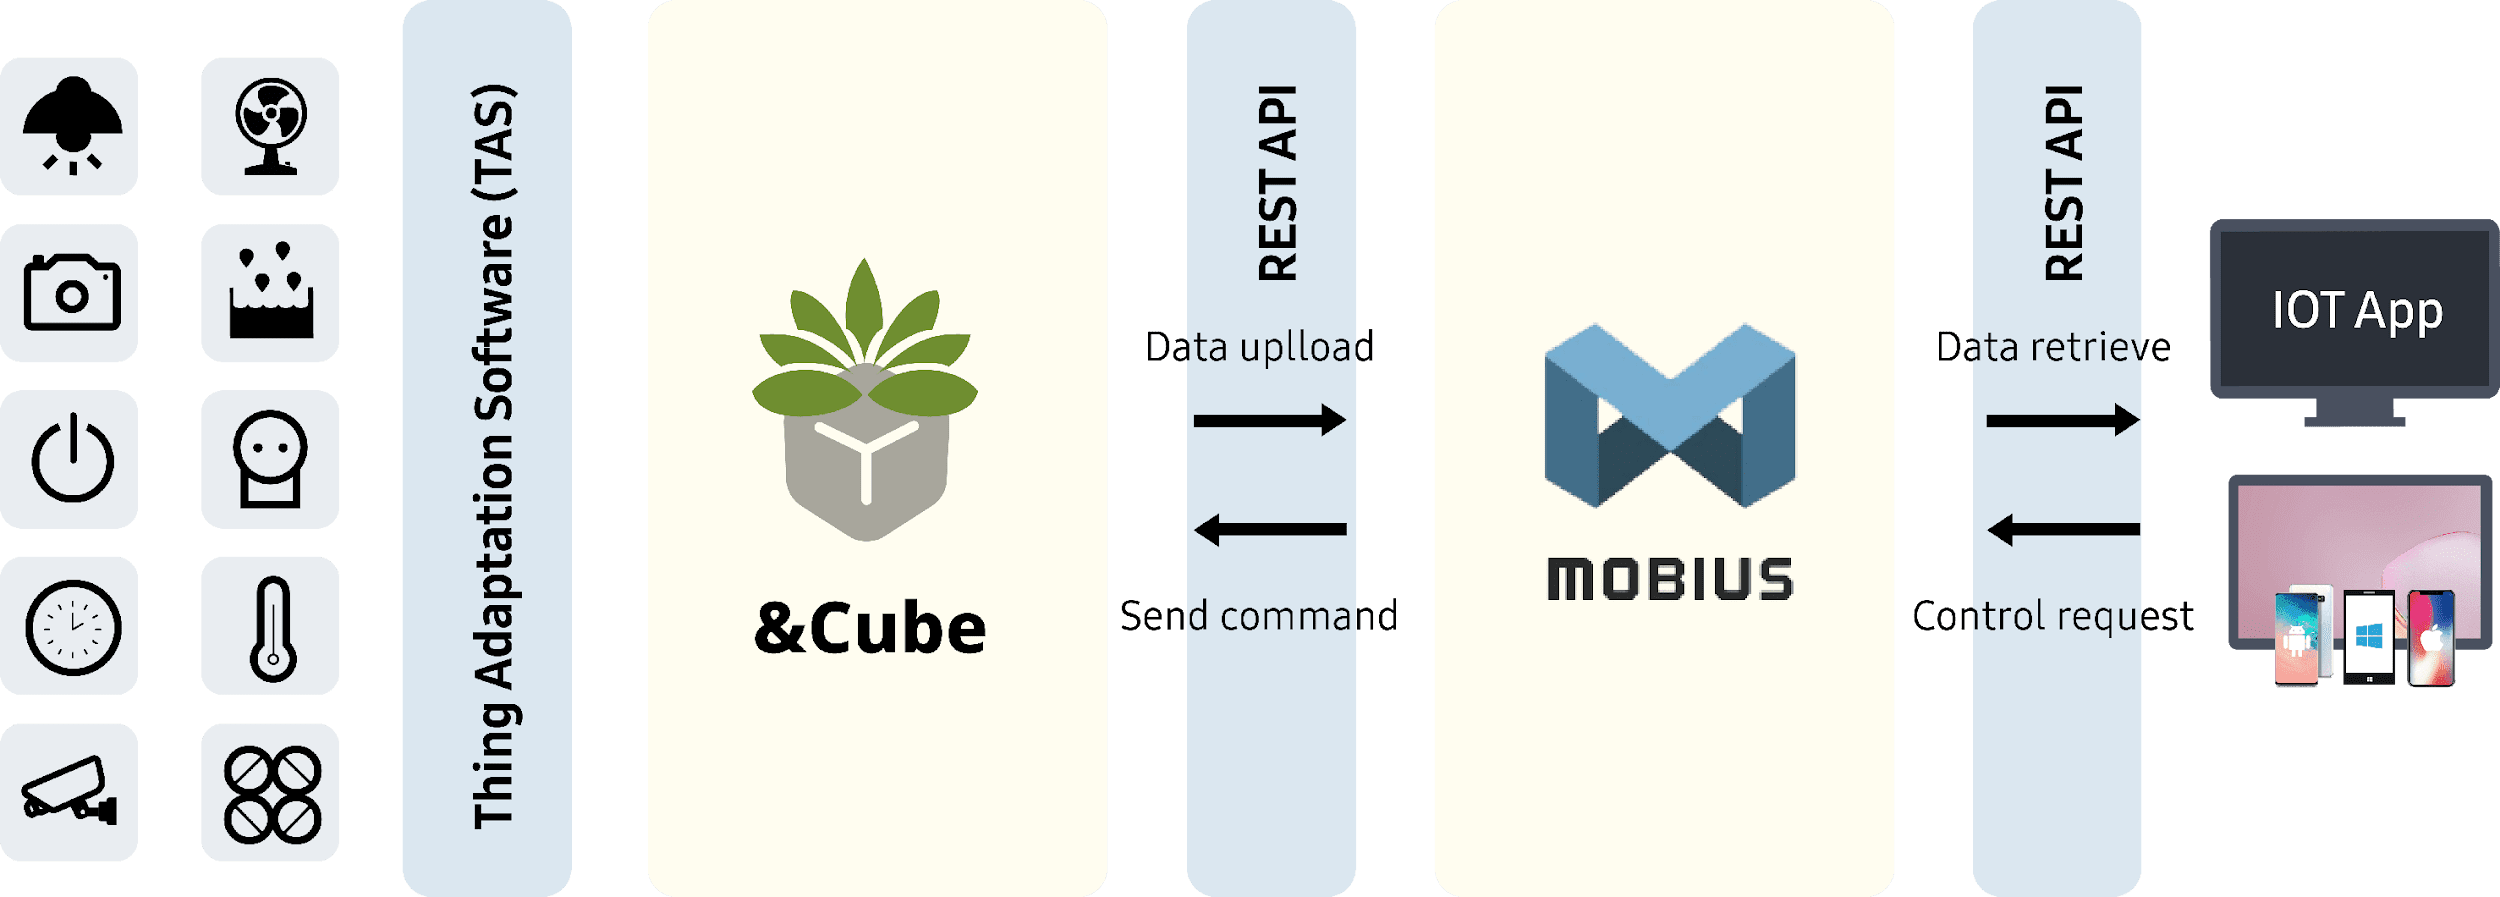 Thing Adaptation Software (TAS)
&Cube
REST API
Data uplload
Send command
MOBIUS
REST API
Data retrieve
Control request
IOT App